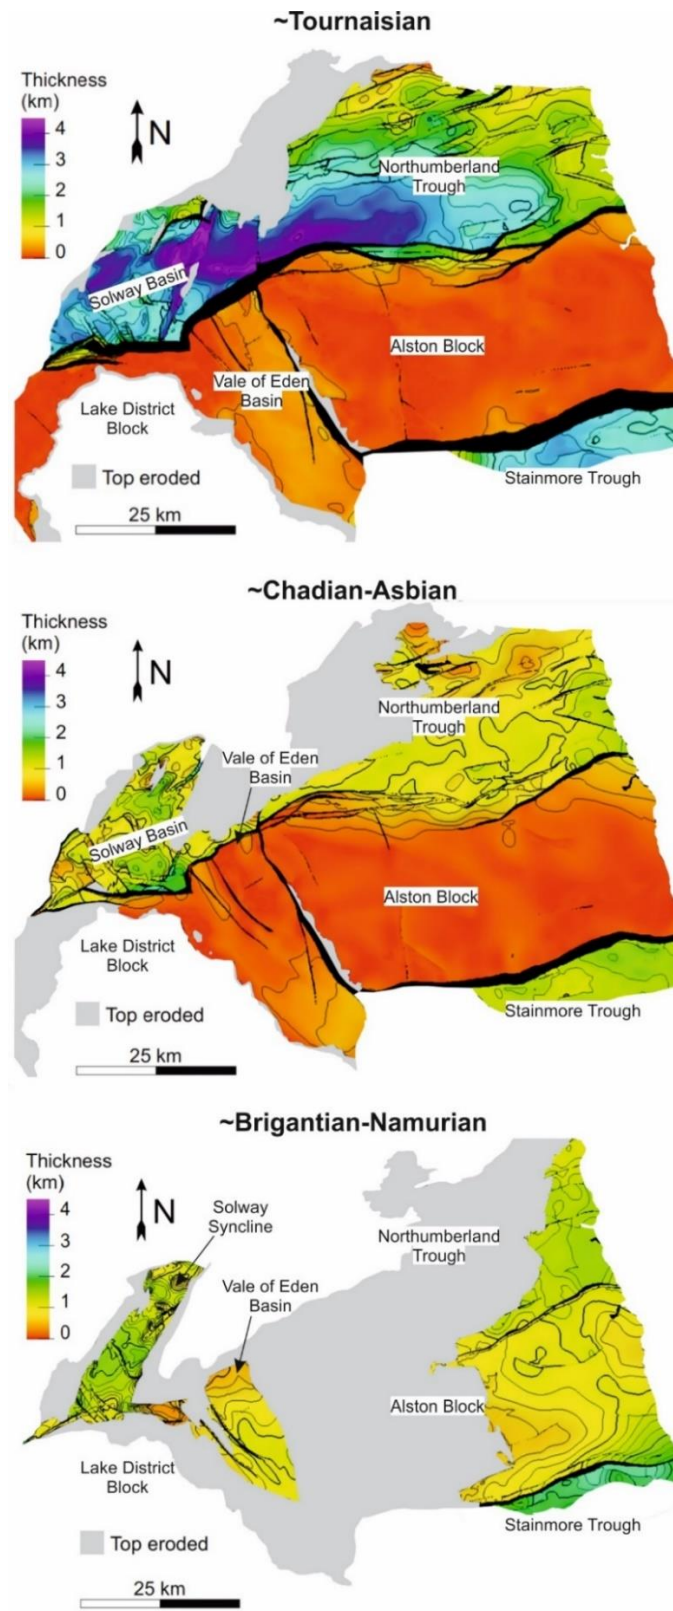 ~Tournaisian
Thickness
(km)
4
3
2
1
0
N
Northumberland
Trough
Solway Basin
Alston Block
Vale of Eden
Basin
Lake District
Block
Top eroded
Stainmore Trough
25 km
~Chadian-Asbian
Thickness
(km)
4
3
2
1
0
N
Northumberland
Trough
Vale of Eden
Basin
Solway Basin
Alston Block
Lake District
Block
Top eroded
Stainmore Trough
25 km
~Brigantian-Namurian
Thickness
(km)
4
3
2
1
0
N
Solway
Syncline
Northumberland
Trough
Vale of Eden
Basin
Alston Block
Lake District
Block
Stainmore Trough
Top eroded
25 km